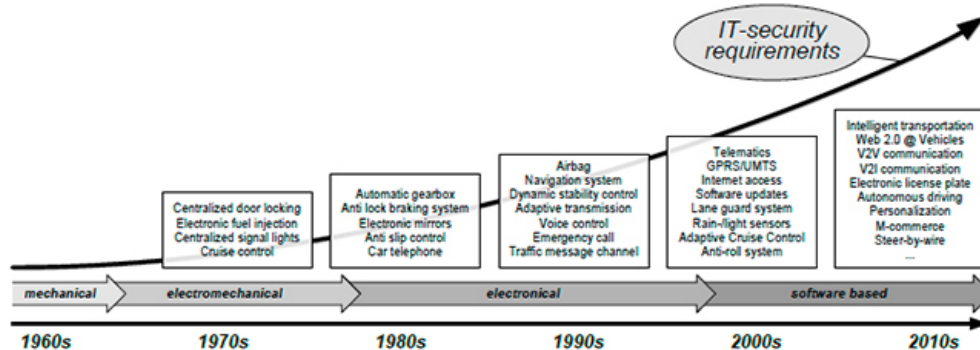 IT-security
requirements
Centralized door locking
Electronic fuel injection
Centralized signal lights
Cruise control
Automatic gearbox
Anti lock braking system
Electronic mirrors
Anti slip control
Car telephone
Airbag
Navigation system
Dynamic stability control
Adaptive transmission
Voice control
Emergency call
Traffic message channel
Telematics
GPRS/UMTS
Internet access
Software updates
Lane guard system
Rain-/light sensors
Adaptive Cruise Control
Anti-roll system
Intelligent transportation
Web 2.0 @ Vehicles
V2V communication
V2I communication
Electronic license plate
Autonomous driving
Personalization
M-commerce
Steer-by-wire
...
mechanical
electromechanical
electronical
software based
1960s
1970s
1980s
1990s
2000s
2010s